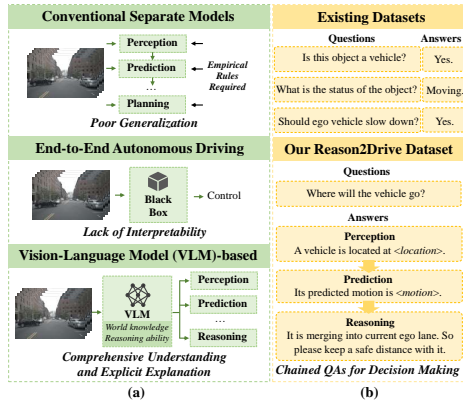 Conventional Separate Models
Perception
Prediction
...
Planning
Empirical
Rules
Required
Poor Generalization
End-to-End Autonomous Driving
Black
Box
Control
Lack of Interpretability
Vision-Language Model (VLM)-based
VLM
World knowledge
Reasoning ability
Perception
Prediction
...
Reasoning
Comprehensive Understanding
and Explicit Explanation
(a)
Existing Datasets
Questions Answers
Is this object a vehicle? Yes.
What is the status of the object? Moving.
Should ego vehicle slow down? Yes.
Our Reason2Drive Dataset
Questions
Where will the vehicle go?
Answers
Perception
A vehicle is located at <location>.
Prediction
Its predicted motion is <motion>.
Reasoning
It is merging into current ego lane. So
please keep a safe distance with it.
Chained QAs for Decision Making
(b)